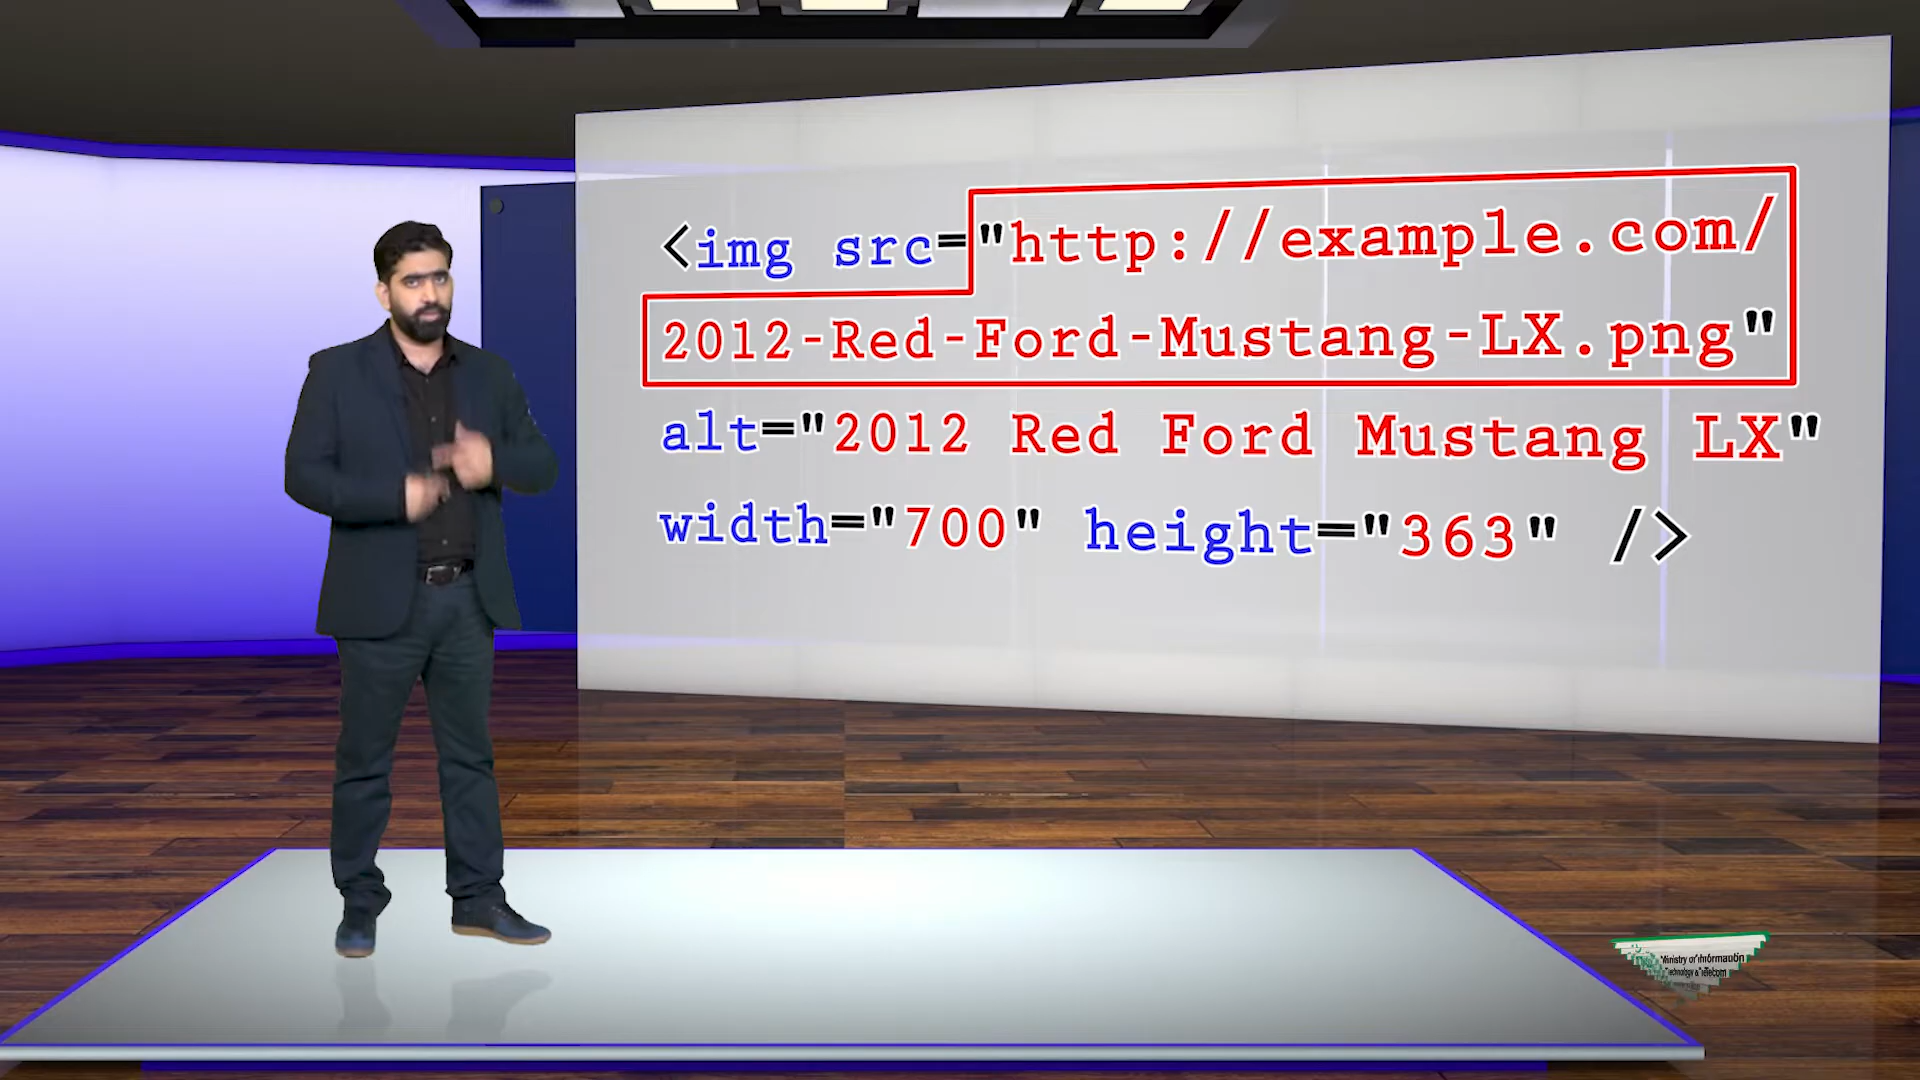 <img src="http://example.com/
2012-Red-Ford-Mustang-LX.png"
alt="2012 Red Ford Mustang LX"
width="700" height="363" />
Ministry of Information
Technology & Telecom